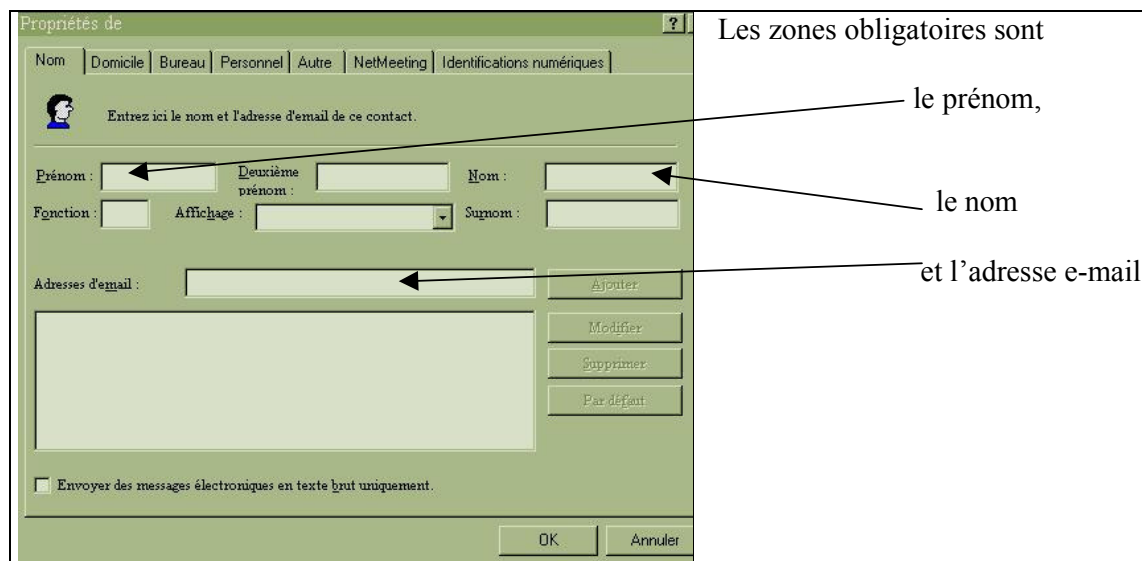 Propriétés de
?
Nom Domicile Bureau Personnel Autre NetMeeting Identifications numériques
Entrez ici le nom et l'adresse d'email de ce contact.
Prénom : Deuxième prénom : Nom :
Fonction : Affichage : Surnom :
Adresses d'email : Ajouter
Modifier
Supprimer
Par défaut
Envoyer des messages électroniques en texte brut uniquement.
OK Annuler
Les zones obligatoires sont
le prénom,
le nom
et l’adresse e-mail